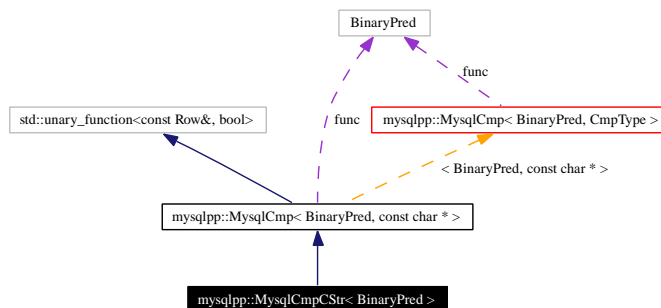 BinaryPred
func
std::unary_function<const Row&, bool>
func
mysqlpp::MysqlCmp< BinaryPred, CmpType >
< BinaryPred, const char * >
mysqlpp::MysqlCmp< BinaryPred, const char * >
mysqlpp::MysqlCmpCStr< BinaryPred >